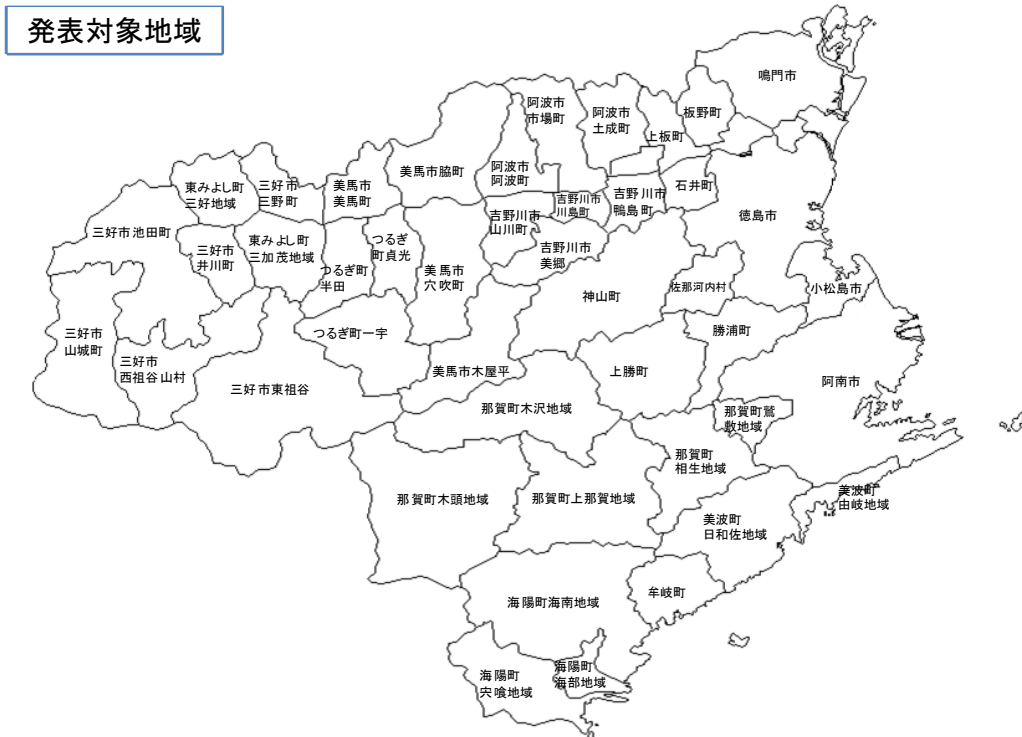 発表対象地域
鳴門市
阿波市
市場町
阿波市
土成町
板野町
上板町
美馬市脇町
阿波市
阿波町
東みよし町
三好地域
三好市
三野町
美馬市
美馬町
吉野川市
川島町
吉野川市
鴨島町
石井町
徳島市
三好市池田町
三好市
井川町
東みよし町
三加茂地域
つるぎ町
半田
つるぎ
町貞光
美馬市
穴吹町
吉野川市
山川町
吉野川市
美郷
神山町
佐那河内村
小松島市
三好市
山城町
三好市
西祖谷山村
つるぎ町一宇
勝浦町
三好市東祖谷
美馬市木屋平
上勝町
阿南市
那賀町木沢地域
那賀町鷲
敷地域
那賀町
相生地域
那賀町木頭地域
那賀町上那賀地域
美波町
由岐地域
美波町
日和佐地域
海陽町海南地域
牟岐町
海陽町
宍喰地域
海陽町
海部地域